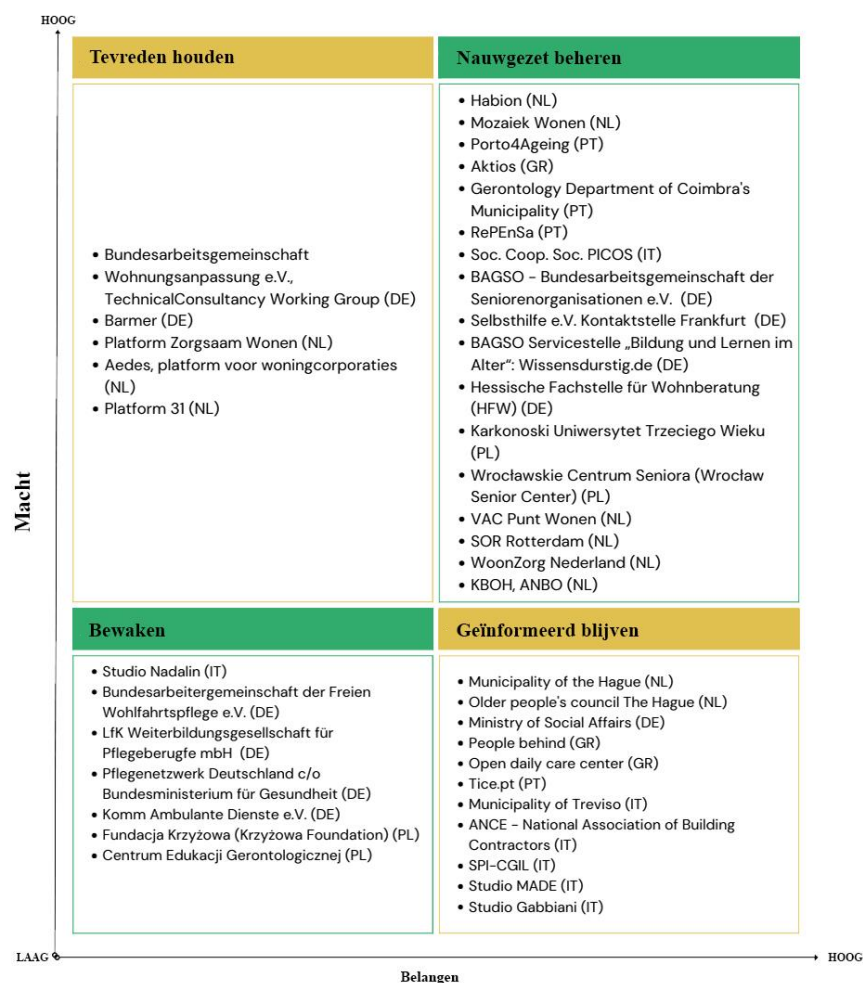 HOOG
Tevreden houden
Nauwgezet beheren
• Bundesarbeitsgemeinschaft
• Wohnungsanpassung e.V.,
TechnicalConsultancy Working Group (DE)
• Barmer (DE)
• Platform Zorgsaam Wonen (NL)
• Aedes, platform voor woningcorporaties
(NL)
• Platform 31 (NL)
• Habion (NL)
• Mozaiek Wonen (NL)
• Porto4Ageing (PT)
• Aktios (GR)
• Gerontology Department of Coimbra's
Municipality (PT)
• RePEnSa (PT)
• Soc. Coop. Soc. PICOS (IT)
• BAGSO - Bundesarbeitsgemeinschaft der
Seniorenorganisationen e.V. (DE)
• Selbsthilfe e.V. Kontaktstelle Frankfurt (DE)
• BAGSO Servicestelle „Bildung und Lernen im
Alter“: Wissensdurstig.de (DE)
• Hessische Fachstelle für Wohnberatung
(HFW) (DE)
• Karkonoski Uniwersytet Trzeciego Wieku
(PL)
• Wrocławskie Centrum Seniora (Wrocław
Senior Center) (PL)
• VAC Punt Wonen (NL)
• SOR Rotterdam (NL)
• WoonZorg Nederland (NL)
• KBOH, ANBO (NL)
Macht
Bewaken
Geïnformeerd blijven
• Studio Nadalin (IT)
• Bundesarbeitergemeinschaft der Freien
Wohlfahrtspflege e.V. (DE)
• LfK Weiterbildungsgesellschaft für
Pflegeberugfe mbH (DE)
• Pflegenetzwerk Deutschland c/o
Bundesministerium für Gesundheit (DE)
• Komm Ambulante Dienste e.V. (DE)
• Fundacja Krzyżowa (Krzyżowa Foundation) (PL)
• Centrum Edukacji Gerontologicznej (PL)
• Municipality of the Hague (NL)
• Older people's council The Hague (NL)
• Ministry of Social Affairs (DE)
• People behind (GR)
• Open daily care center (GR)
• Tice.pt (PT)
• Municipality of Treviso (IT)
• ANCE - National Association of Building
Contractors (IT)
• SPI-CGIL (IT)
• Studio MADE (IT)
• Studio Gabbiani (IT)
LAAG
HOOG
Belangen